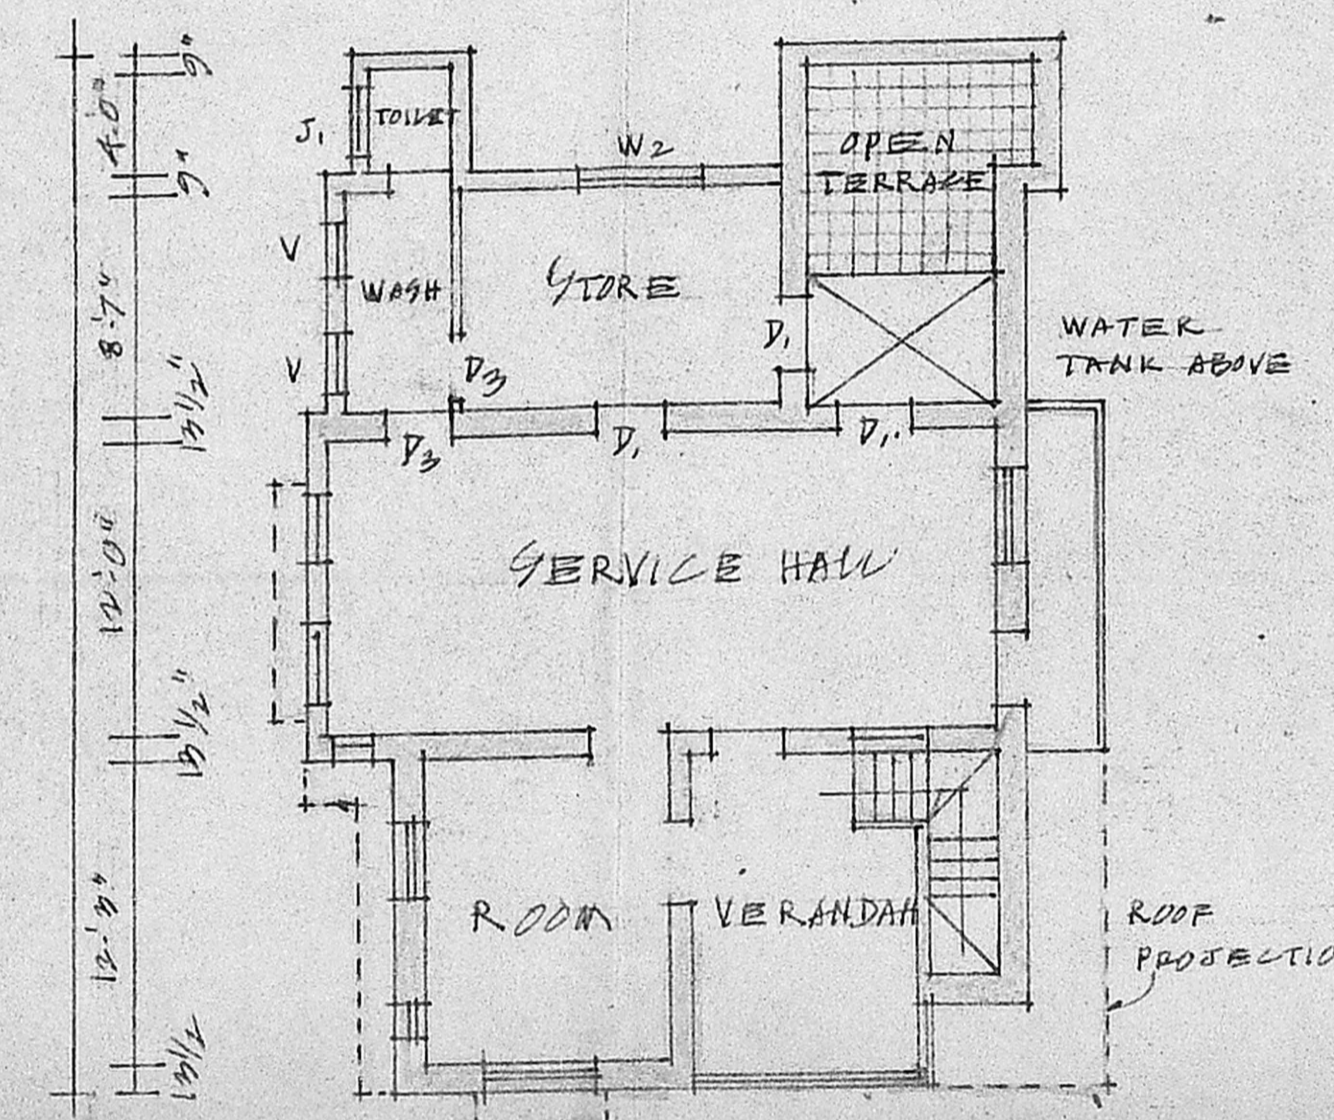 9"
4'-0"
9"
8'-7"
13 1/2"
12'-0"
13 1/2"
12'-3"
13 1/2
TOILET
J1
W2
OPEN
TERRACE
V
WASH
STORE
V
D3
D1
WATER
TANK ABOVE
D3
D1
D1.
SERVICE HALL
ROOM
VERANDAH
ROOF
PROJECTIO